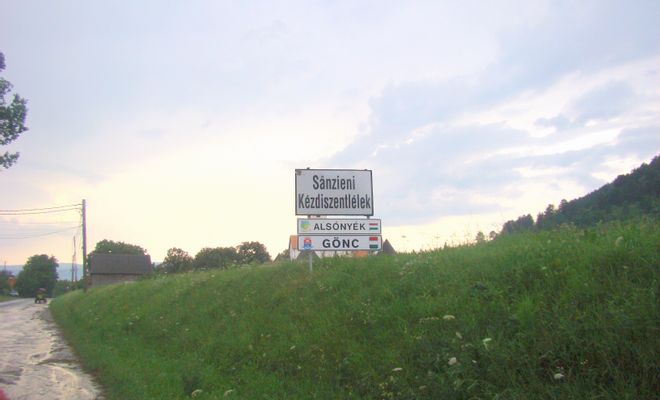 Sânzieni
Kézdiszentlélek
ALSÓNYÉK
GÖNC